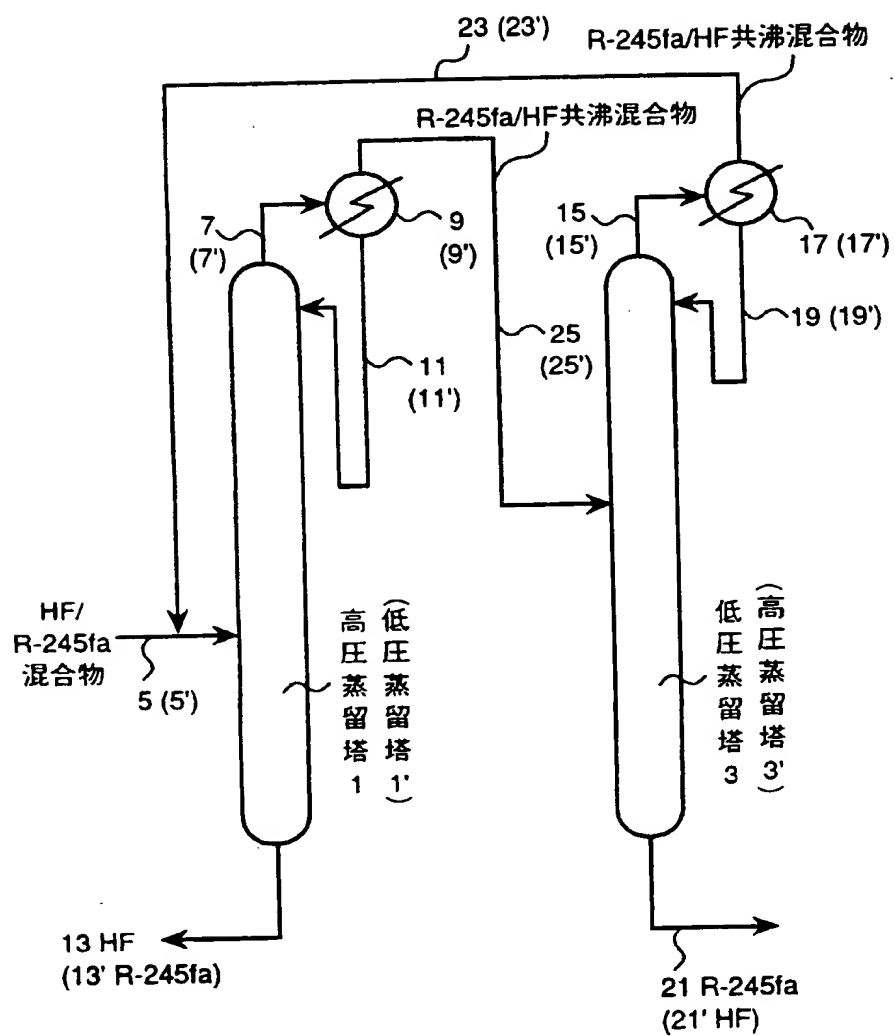 23 (23')
R-245fa/HF共沸混合物
R-245fa/HF共沸混合物
7
(7')
9
(9')
15
(15')
17 (17')
11
(11')
25
(25')
19 (19')
HF/
R-245fa
混合物
5 (5')
高圧蒸留塔1
(低圧蒸留塔1')
低圧蒸留塔3
(高圧蒸留塔3')
13 HF
(13' R-245fa)
21 R-245fa
(21' HF)